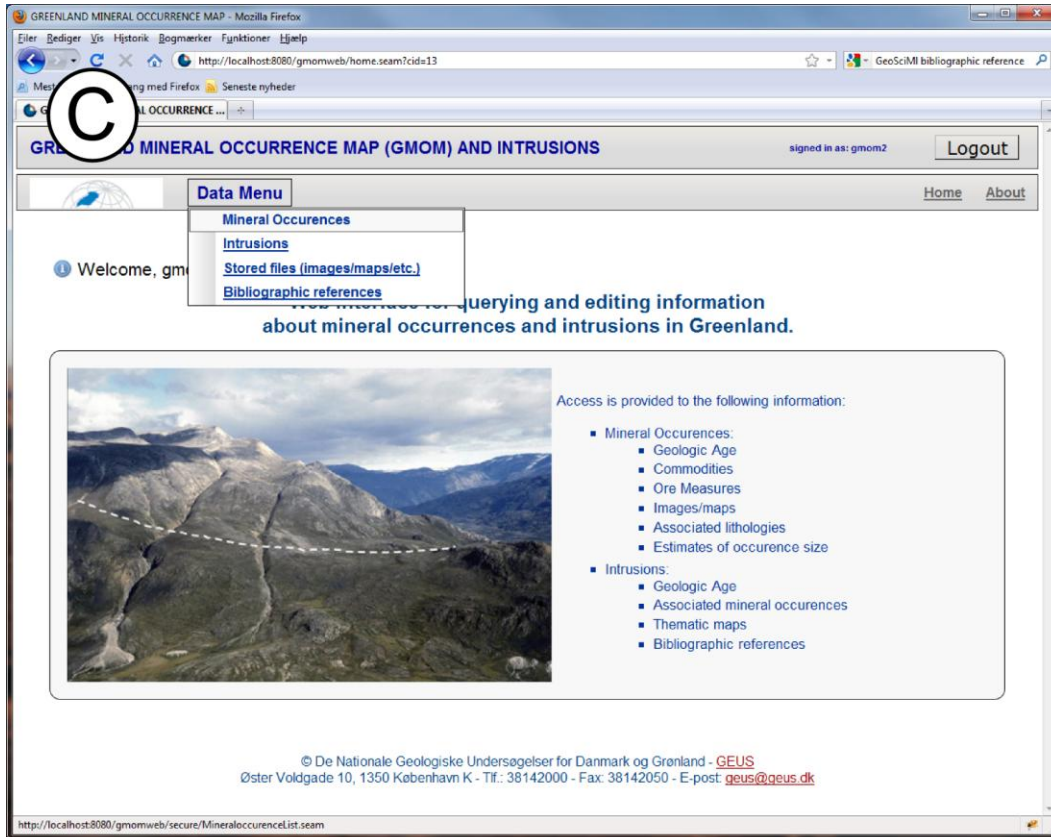 GREENLAND MINERAL OCCURRENCE MAP - Mozilla Firefox
Filer Rediger Vis Historik Bogmærker Funktioner Hjælp
http://localhost:8080/gmomweb/home.seam?cid=13 GeoSciMl bibliographic reference
C
ng med Firefox Seneste nyheder
AL OCCURRENCE ...
MINERAL OCCURRENCE MAP (GMOM) AND INTRUSIONS signed in as: gmom2 Logout
Data Menu Home About
Mineral Occurences
Intrusions
Stored files (images/maps/etc.)
Bibliographic references
Welcome, gm
querying and editing information
about mineral occurrences and intrusions in Greenland.
Access is provided to the following information:
Mineral Occurences:
Geologic Age
Commodities
Ore Measures
Images/maps
Associated lithologies
Estimates of occurence size
Intrusions:
Geologic Age
Associated mineral occurences
Thematic maps
Bibliographic references
© De Nationale Geologiske Undersøgelser for Danmark og Grønland - GEUS
Øster Voldgade 10, 1350 København K - Tlf.: 38142000 - Fax: 38142050 - E-post: geus@geus.dk
http://localhost:8080/gmomweb/secure/MineraloccurenceList.seam